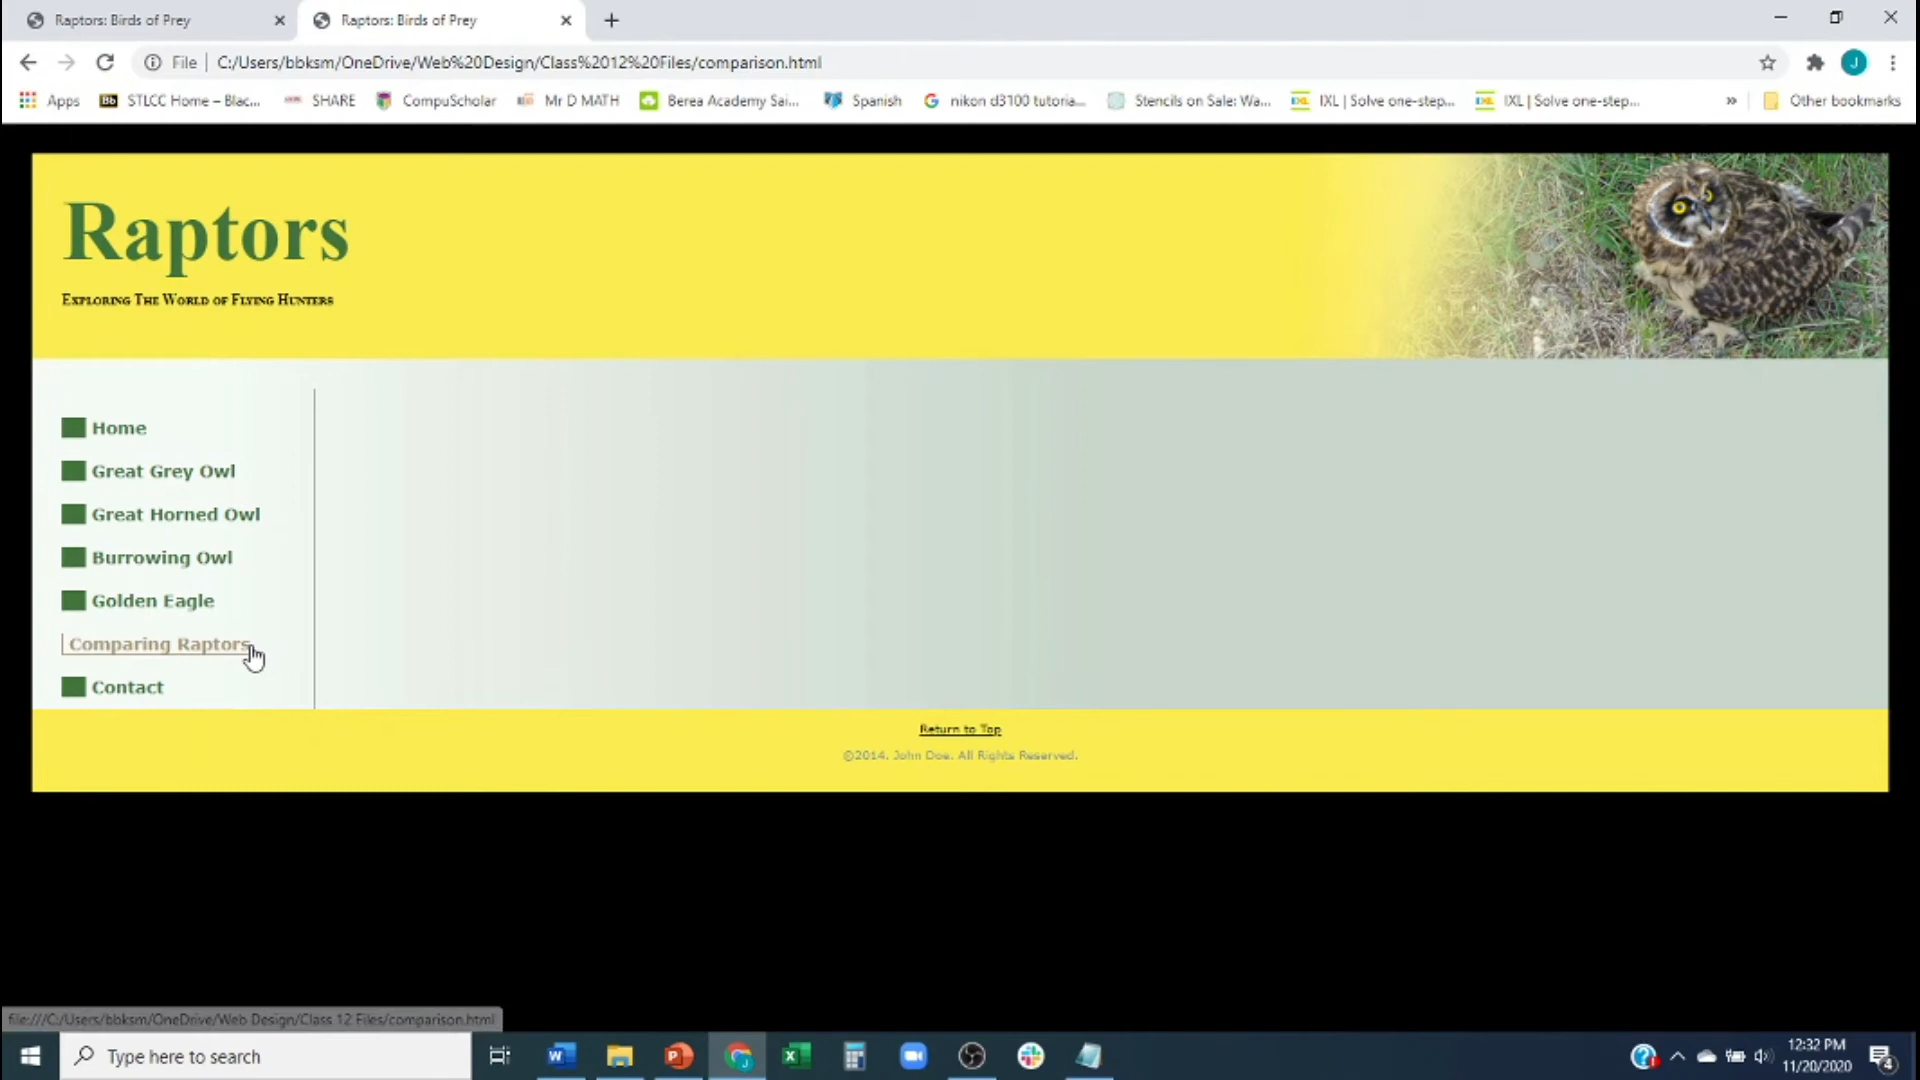 Raptors: Birds of Prey
Raptors: Birds of Prey
File
C:/Users/bbksm/OneDrive/Web%20Design/Class%2012%20Files/comparison.html
J
Apps
Bb
STLCC Home – Blac...
SHARE
CompuScholar
Mr D MATH
Berea Academy Sai...
Spanish
nikon d3100 tutoria...
Stencils on Sale: Wa...
IXL | Solve one-step...
IXL | Solve one-step...
»
Other bookmarks
Raptors
Exploring The World of Flying Hunters
Home
Great Grey Owl
Great Horned Owl
Burrowing Owl
Golden Eagle
Comparing Raptors
Contact
Return to Top
©2014. John Doe. All Rights Reserved.
file:///C:/Users/bbksm/OneDrive/Web Design/Class 12 Files/comparison.html
Type here to search
12:32 PM
11/20/2020
4